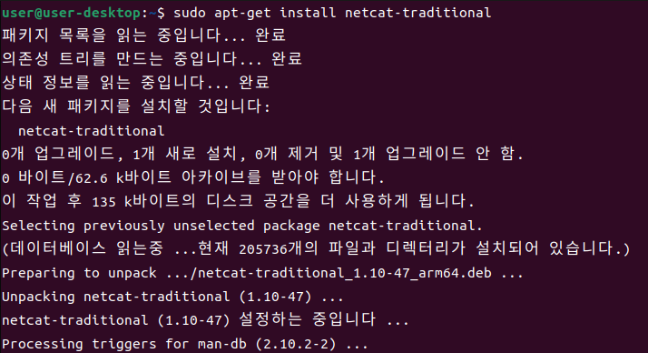 user@user-desktop:~$ sudo apt-get install netcat-traditional
패키지 목록을 읽는 중입니다... 완료
의존성 트리를 만드는 중입니다... 완료
상태 정보를 읽는 중입니다... 완료
다음 새 패키지를 설치할 것입니다:
  netcat-traditional
0개 업그레이드, 1개 새로 설치, 0개 제거 및 1개 업그레이드 안 함.
0 바이트/62.6 k바이트 아카이브를 받아야 합니다.
이 작업 후 135 k바이트의 디스크 공간을 더 사용하게 됩니다.
Selecting previously unselected package netcat-traditional.
(데이터베이스 읽는중 ...현재 205736개의 파일과 디렉터리가 설치되어 있습니다.)
Preparing to unpack .../netcat-traditional_1.10-47_arm64.deb ...
Unpacking netcat-traditional (1.10-47) ...
netcat-traditional (1.10-47) 설정하는 중입니다 ...
Processing triggers for man-db (2.10.2-2) ...